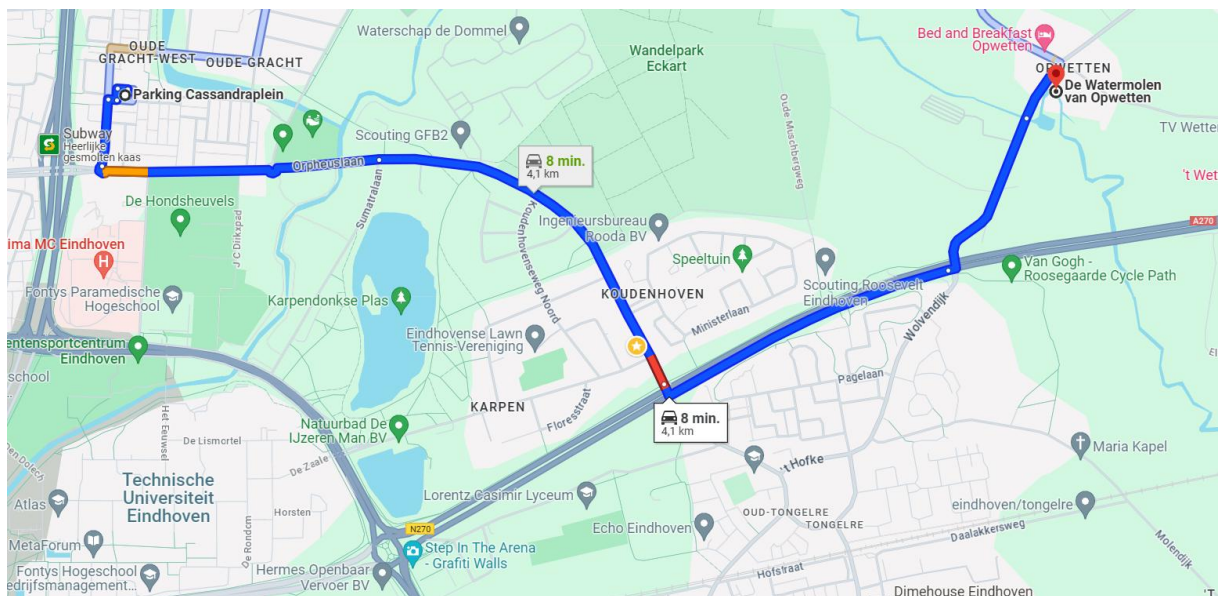 Waterschap de Dommel
Wandelpark
Eckart
Bed and Breakfast
Opwetten
OUDE
GRACHT-WEST
OUDE GRACHT
OPWETTEN
De Watermolen
van Opwetten
Parking Cassandraplein
Oude Muschbergweg
TV Wetten
Subway
Heerlijke
gesmolten kaas
Scouting GFB2
8 min.
4,1 km
Orpheuslaan
Sumatralaan
't Wet
De Hondsheuvels
J C Dirkxpad
Koudenhovenseweg Noord
Ingenieursbureau
Rooda BV
A270
ima MC Eindhoven
H
Speeltuin
Scouting Roosevelt
Eindhoven
Van Gogh -
Roosegaarde Cycle Path
Fontys Paramedische
Hogeschool
Karpendonkse Plas
KOUDENHOVEN
Ministerlaan
Wolvendijk
Eindhovense Lawn
Tennis-Vereniging
entensportcentrum
Eindhoven
school
Pagelaan
KARPEN
Floresstraat
8 min.
4,1 km
Het Eeuwsel
De Lismortel
Natuurbad De
IJzeren Man BV
De Zaale
Maria Kapel
't Hofke
Technische
Universiteit
Eindhoven
Atlas
Horsten
Lorentz Casimir Lyceum
OUD-TONGELRE
TONGELRE
eindhoven/tongelre
MetaForum
De Rondom
N270
Echo Eindhoven
Daalakkersweg
Molendijk
Step In The Arena
- Grafiti Walls
Fontys Hogeschool
edrijfsmanagement...
Hermes Openbaar
Vervoer BV
Hofstraat
Dimehouse Eindhoven
'T